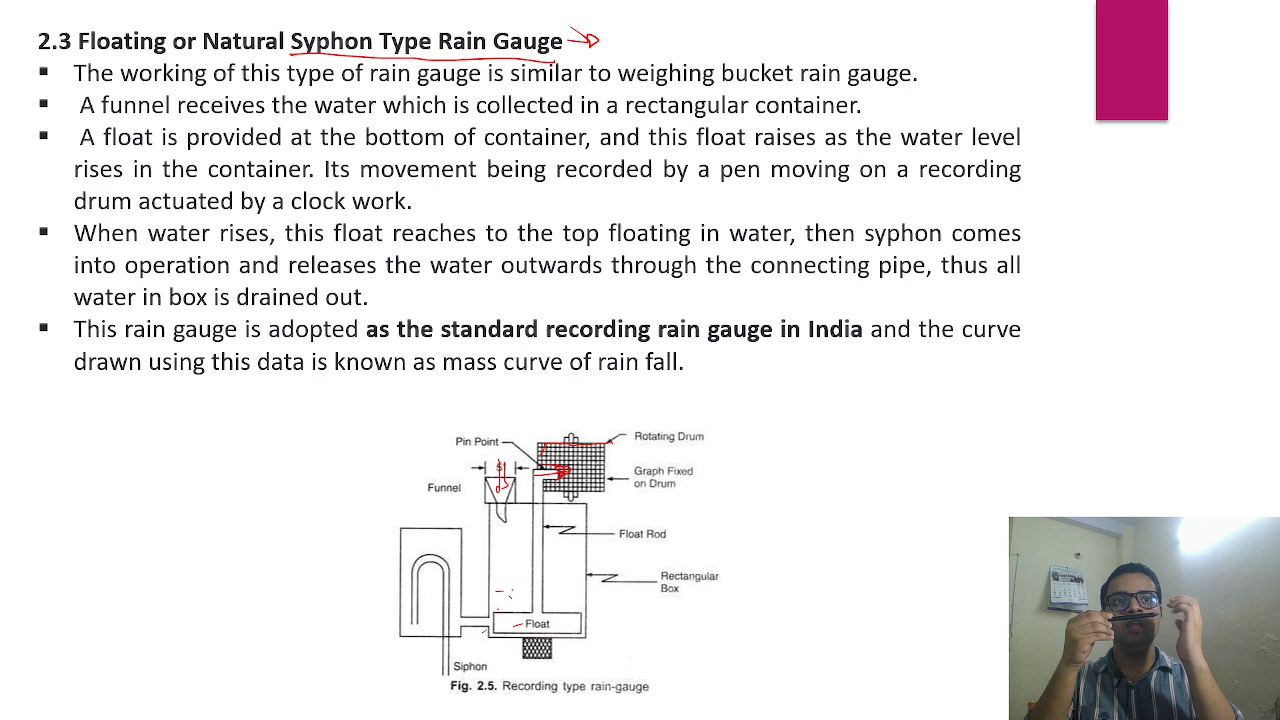 2.3 Floating or Natural Syphon Type Rain Gauge
▪ The working of this type of rain gauge is similar to weighing bucket rain gauge.
▪ A funnel receives the water which is collected in a rectangular container.
▪ A float is provided at the bottom of container, and this float raises as the water level
rises in the container. Its movement being recorded by a pen moving on a recording
drum actuated by a clock work.
▪ When water rises, this float reaches to the top floating in water, then syphon comes
into operation and releases the water outwards through the connecting pipe, thus all
water in box is drained out.
▪ This rain gauge is adopted as the standard recording rain gauge in India and the curve
drawn using this data is known as mass curve of rain fall.
Pin Point
Rotating Drum
Graph Fixed
on Drum
Funnel
Float Rod
Rectangular
Box
Float
Siphon
Fig. 2.5. Recording type rain-gauge